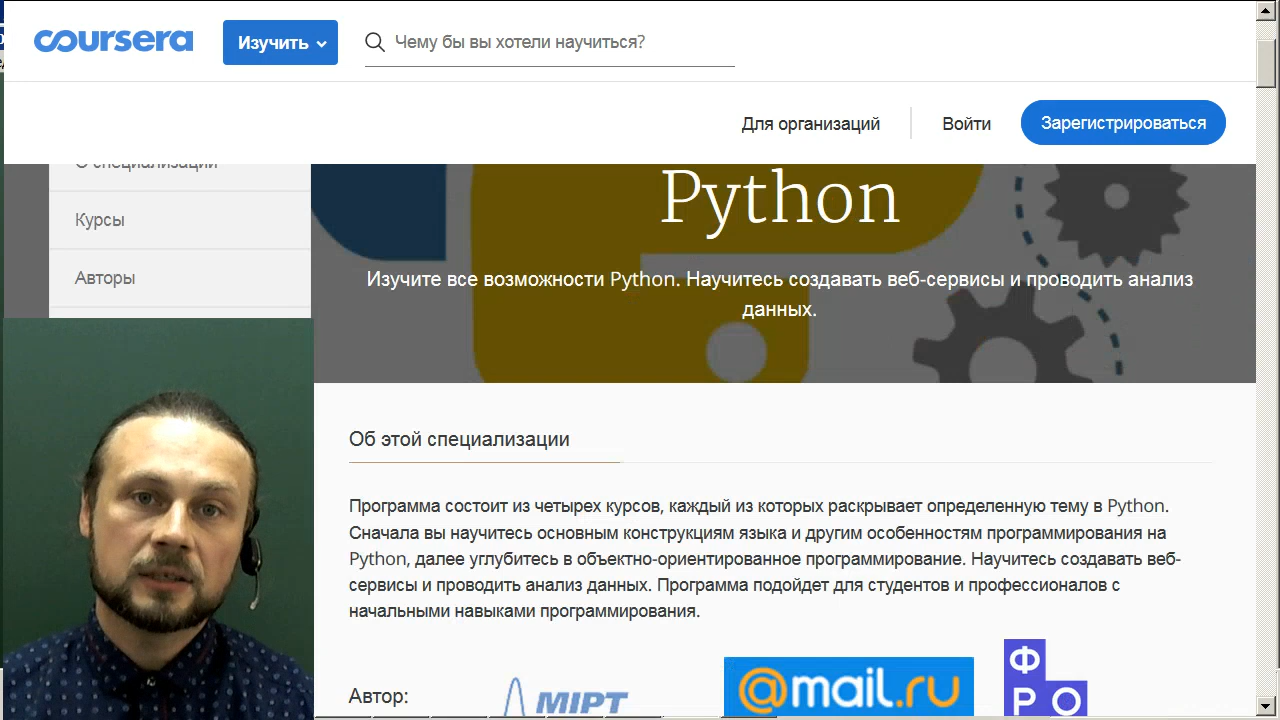 coursera
Изучить
Чему бы вы хотели научиться?
Для организаций
Войти
Зарегистрироваться
О специализации
Курсы
Авторы
Python
Изучите все возможности Python. Научитесь создавать веб-сервисы и проводить анализ
данных.
Об этой специализации
Программа состоит из четырех курсов, каждый из которых раскрывает определенную тему в Python.
Сначала вы научитесь основным конструкциям языка и другим особенностям программирования на
Python, далее углубитесь в объектно-ориентированное программирование. Научитесь создавать веб-
сервисы и проводить анализ данных. Программа подойдет для студентов и профессионалов с
начальными навыками программирования.
Автор:
MIPT
@mail.ru
Ф
РО